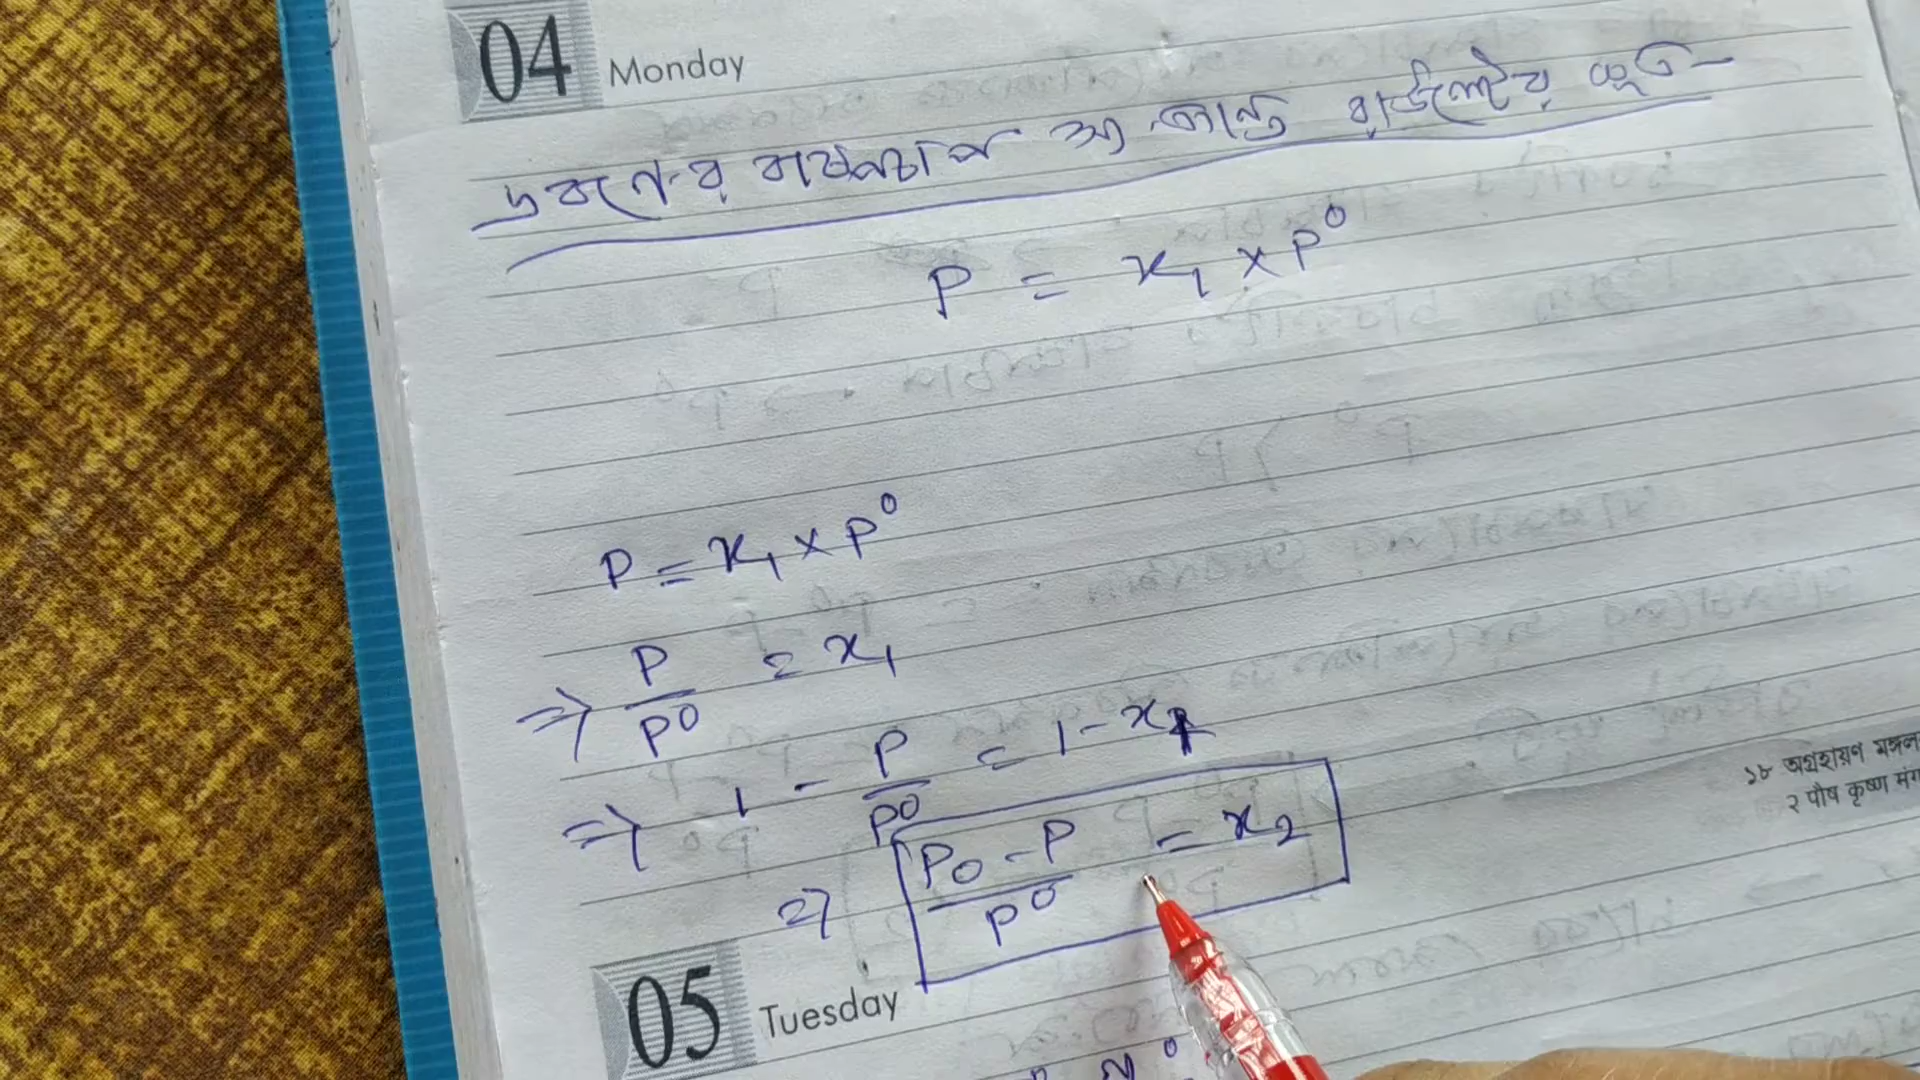 04 Monday
দ্রবণের বাষ্পচাপ
P = x₁ × P⁰
P = x₁ × P⁰
⇒ P/P⁰ = x₁
⇒ 1 - P/P⁰ = 1 - x₁
⇒ P⁰ - P/P⁰ = x₂
১৮ অগ্রহায়ণ মঙ্গল
২ पौष कृष्ण मंग
05 Tuesday